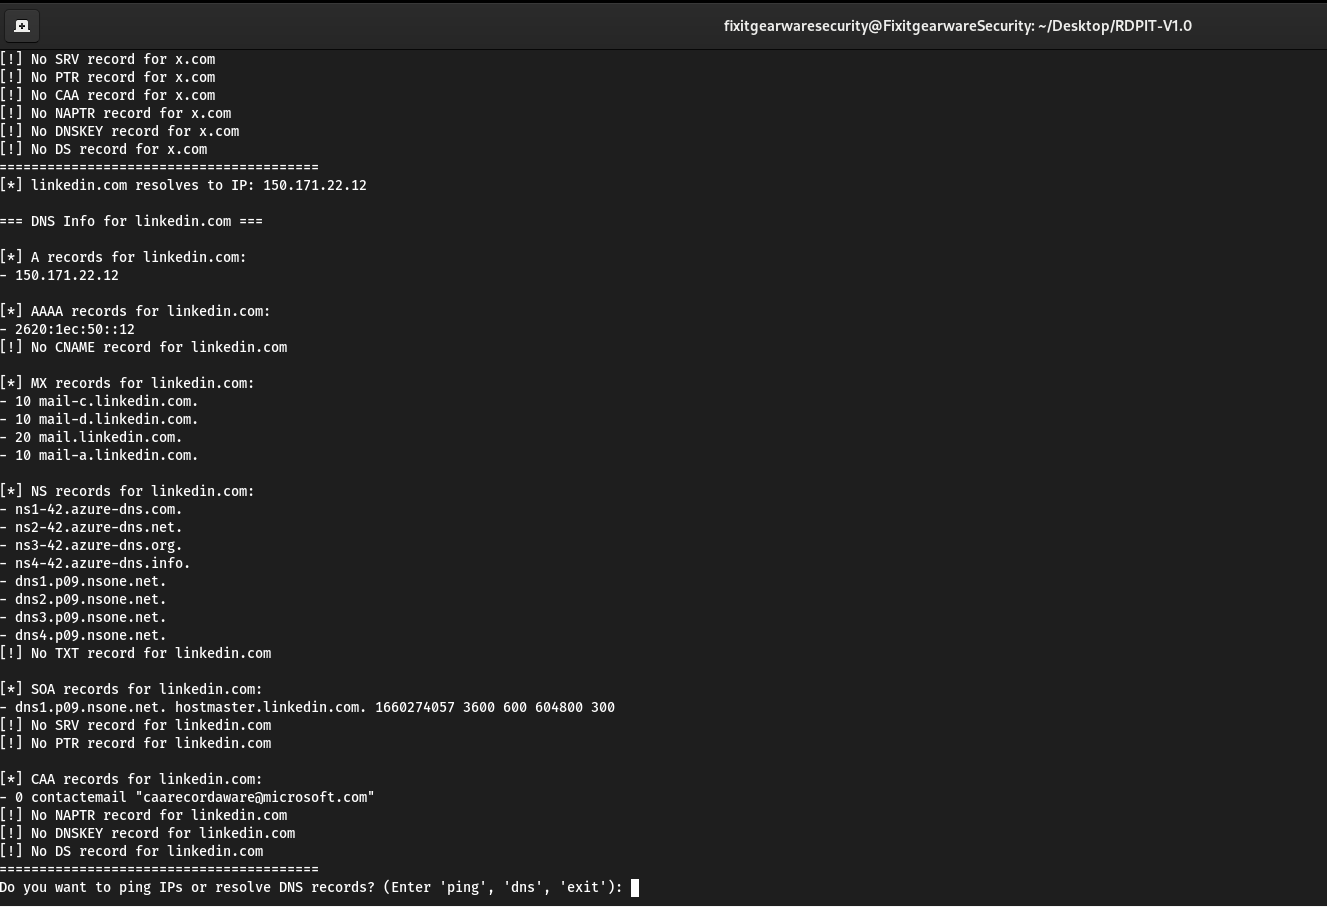 fixitgearwaresecurity@FixitgearwareSecurity: ~/Desktop/RDPIT-V1.0
[!] No SRV record for x.com
[!] No PTR record for x.com
[!] No CAA record for x.com
[!] No NAPTR record for x.com
[!] No DNSKEY record for x.com
[!] No DS record for x.com
========================================
[*] linkedin.com resolves to IP: 150.171.22.12
=== DNS Info for linkedin.com ===
[*] A records for linkedin.com:
- 150.171.22.12
[*] AAAA records for linkedin.com:
- 2620:1ec:50::12
[!] No CNAME record for linkedin.com
[*] MX records for linkedin.com:
- 10 mail-c.linkedin.com.
- 10 mail-d.linkedin.com.
- 20 mail.linkedin.com.
- 10 mail-a.linkedin.com.
[*] NS records for linkedin.com:
- ns1-42.azure-dns.com.
- ns2-42.azure-dns.net.
- ns3-42.azure-dns.org.
- ns4-42.azure-dns.info.
- dns1.p09.nsone.net.
- dns2.p09.nsone.net.
- dns3.p09.nsone.net.
- dns4.p09.nsone.net.
[!] No TXT record for linkedin.com
[*] SOA records for linkedin.com:
- dns1.p09.nsone.net. hostmaster.linkedin.com. 1660274057 3600 600 604800 300
[!] No SRV record for linkedin.com
[!] No PTR record for linkedin.com
[*] CAA records for linkedin.com:
- 0 contactemail "caarecordaware@microsoft.com"
[!] No NAPTR record for linkedin.com
[!] No DNSKEY record for linkedin.com
[!] No DS record for linkedin.com
========================================
Do you want to ping IPs or resolve DNS records? (Enter 'ping', 'dns', 'exit'):